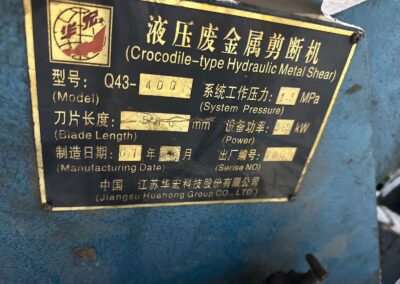 液压废金属剪断机
(Crocodile-type Hydraulic Metal Shear)
型号: Q43-4000 系统工作压力: MPa
(Model) (System Pressure)
刀片长度: mm 设备功率: kW
(Blade Length) (Power)
制造日期: 07年 月 出厂编号:
(Manufacturing Date) (Serise NO)
中国 江苏华宏科技股份有限公司
(Jiangsu Huahong Group CO.,LTD.)